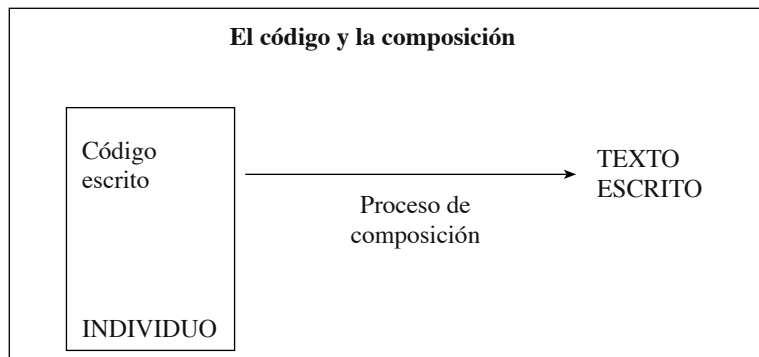 El código y la composición
Código
escrito
TEXTO
ESCRITO
Proceso de
composición
INDIVIDUO